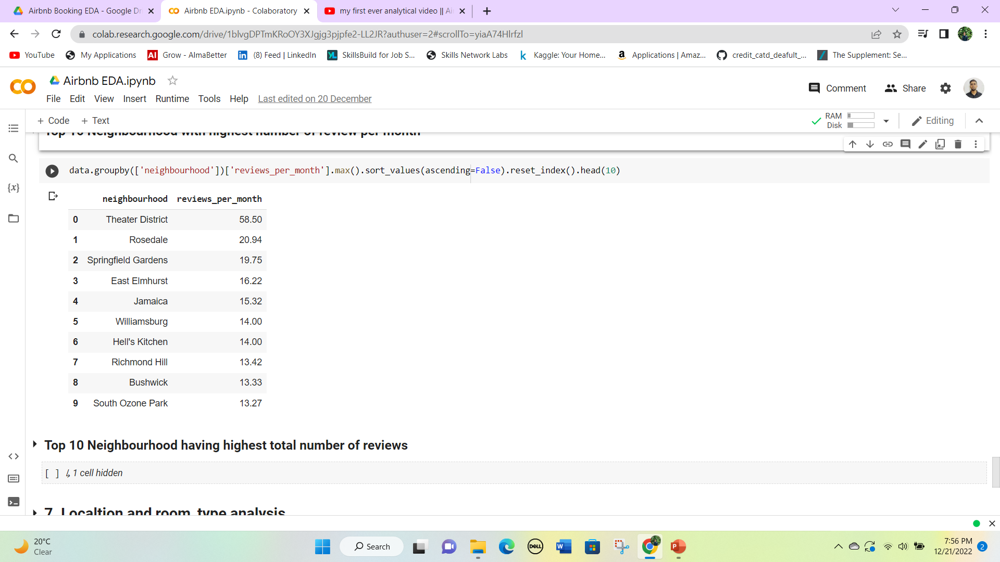 Airbnb Booking EDA - Google Dr
Airbnb EDA.ipynb - Colaboratory
my first ever analytical video || Ai
colab.research.google.com/drive/1blvgDPTmKRoOY3XJgjg3pjpfe2-LL2JR?authuser=2#scrollTo=yiaA74Hlrfzl
YouTube
My Applications
AI Grow - AlmaBetter
in (8) Feed | LinkedIn
SkillsBuild for Job S...
Skills Network Labs
k Kaggle: Your Home...
a Applications | Amaz...
credit_catd_deafult_...
The Supplement: Se...
Airbnb EDA.ipynb
Comment
Share
File Edit View Insert Runtime Tools Help Last edited on 20 December
+ Code + Text
RAM
Disk
Editing
Top 10 Neighbourhood with highest number of review per month
data.groupby(['neighbourhood'])['reviews_per_month'].max().sort_values(ascending=False).reset_index().head(10)
{x}
neighbourhood reviews_per_month
0 Theater District 58.50
1 Rosedale 20.94
2 Springfield Gardens 19.75
3 East Elmhurst 16.22
4 Jamaica 15.32
5 Williamsburg 14.00
6 Hell's Kitchen 14.00
7 Richmond Hill 13.42
8 Bushwick 13.33
9 South Ozone Park 13.27
Top 10 Neighbourhood having highest total number of reviews
[ ] ↳ 1 cell hidden
7. Localtion and room_type analysis
20°C
Clear
Search
DELL
W
P
7:56 PM
12/21/2022
2